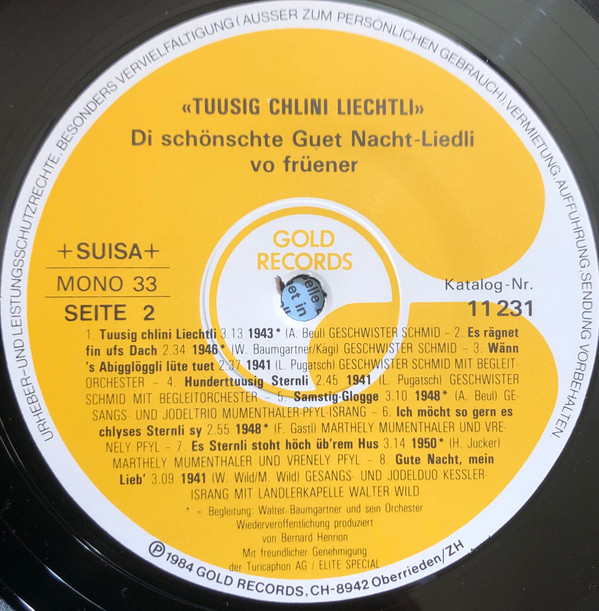 URHEBER- UND LEISTUNGSSCHUTZRECHTE, BESONDERS VERVIELFÄLTIGUNG (AUSSER ZUM PERSÖNLICHEN GEBRAUCH), VERMIETUNG, AUFFÜHRUNG, SENDUNG VORBEHALTEN
«TUUSIG CHLINI LIECHTLI»
Di schönschte Guet Nacht-Liedli
vo früener
+SUISA+
MONO 33
SEITE 2
GOLD
RECORDS
Katalog-Nr.
11 231
1. Tuusig chlini Liechtli 3.13 1943* (A. Beul) GESCHWISTER SCHMID – 2. Es rägnet
fin ufs Dach 2.34 1946* (W. Baumgartner/Kägi) GESCHWISTER SCHMID – 3. Wänn
's Abigglöggli lüte tuet 2.37 1941 (L. Pugatsch) GESCHWISTER SCHMID MIT BEGLEIT-
ORCHESTER – 4. Hunderttuusig Sternli 2.45 1941 (L. Pugatsch) GESCHWISTER
SCHMID MIT BEGLEITORCHESTER – 5. Samstig-Glogge 3.10 1948* (A. Beul) GE-
SANGS- UND JODELTRIO MUMENTHALER-PFYL-ISRANG – 6. Ich möcht so gern es
chlyses Sternli sy 2.55 1948* (F. Gastl) MARTHELY MUMENTHALER UND VRE-
NELY PFYL – 7. Es Sternli stoht höch üb'rem Hus 3.14 1950* (H. Jucker)
MARTHELY MUMENTHALER UND VRENELY PFYL – 8. Gute Nacht, mein
Lieb' 3.09 1941 (W. Wild/M. Wild) GESANGS- UND JODELDUO KESSLER-
ISRANG MIT LÄNDLERKAPELLE WALTER WILD
* = Begleitung: Walter Baumgartner und sein Orchester
Wiederveröffentlichung produziert
von Bernard Henrion
Mit freundlicher Genehmigung
der Turicaphon AG / ELITE SPECIAL
Ⓟ 1984 GOLD RECORDS, CH-8942 Oberrieden/ZH